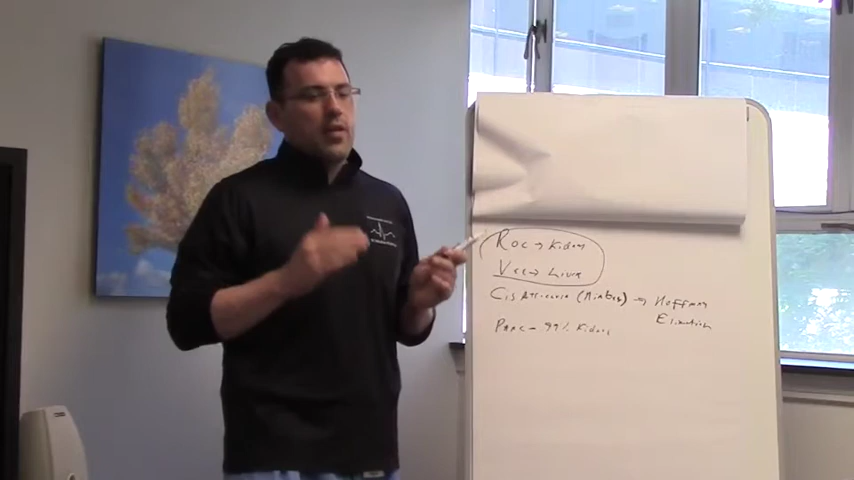 Roc → Kidney
Vec → Liver
Cis Atracurium (Nimbex) → Hoffman
Elimination
Panc - 99% Kidney